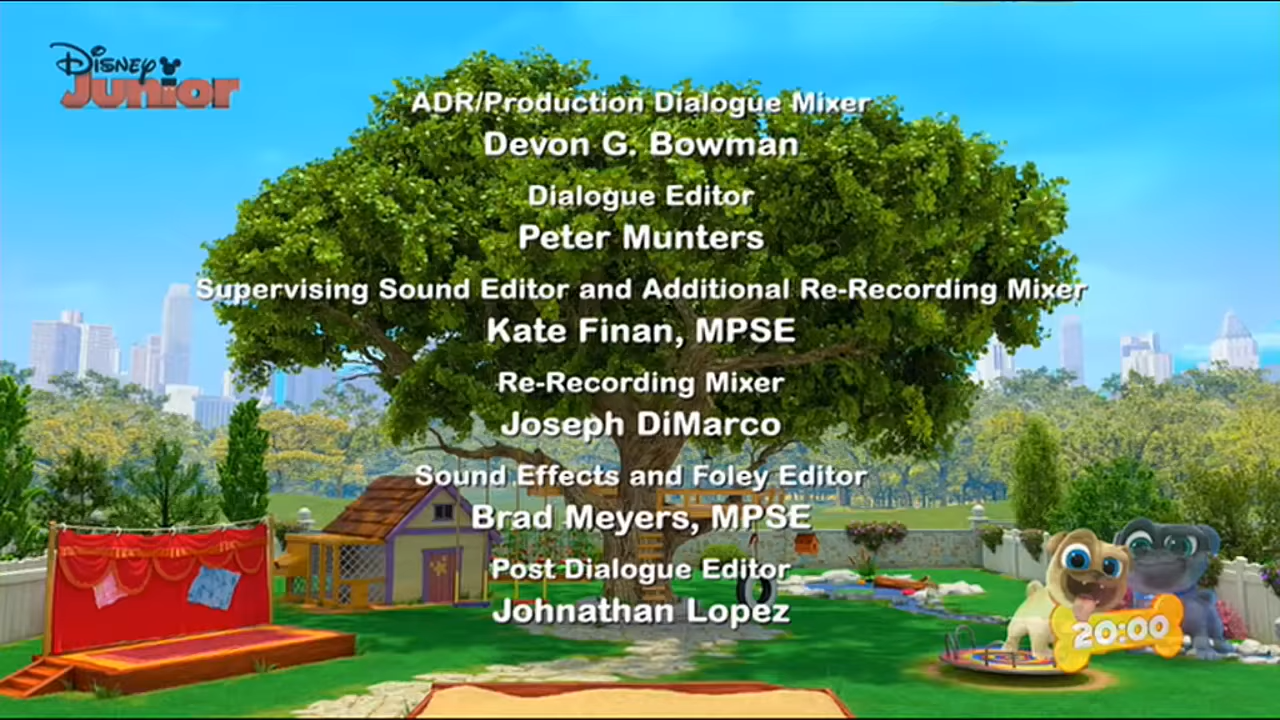 Disney
Junior
ADR/Production Dialogue Mixer
Devon G. Bowman
Dialogue Editor
Peter Munters
Supervising Sound Editor and Additional Re-Recording Mixer
Kate Finan, MPSE
Re-Recording Mixer
Joseph DiMarco
Sound Effects and Foley Editor
Brad Meyers, MPSE
Post Dialogue Editor
Johnathan Lopez
20:00